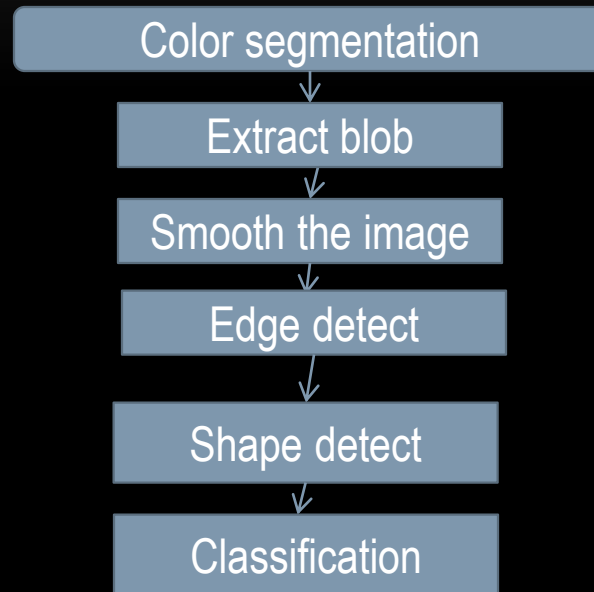 Color segmentation
Extract blob
Smooth the image
Edge detect
Shape detect
Classification